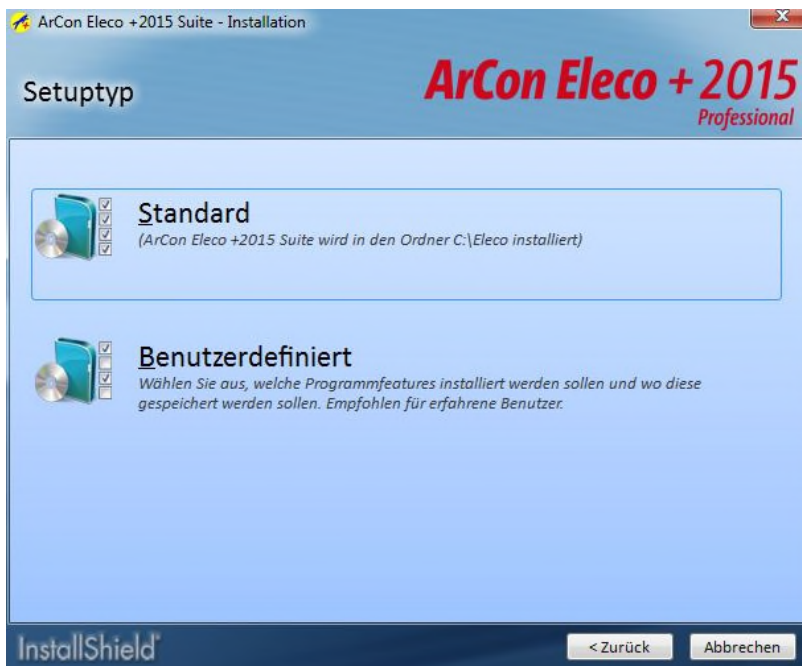 ArCon Eleco +2015 Suite - Installation
Setuptyp
ArCon Eleco + 2015
Professional
Standard
(ArCon Eleco +2015 Suite wird in den Ordner C:\Eleco installiert)
Benutzerdefiniert
Wählen Sie aus, welche Programmfeatures installiert werden sollen und wo diese
gespeichert werden sollen. Empfohlen für erfahrene Benutzer.
InstallShield
< Zurück
Abbrechen